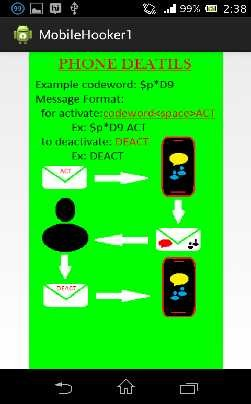 99
99%
2:38
MobileHooker1
PHONE DEATILS
Example codeword: $p*D9
Message Format:
for activate:codeword<space>ACT
Ex: $p*D9 ACT
to deactivate: DEACT
Ex: DEACT
ACT
DEACT